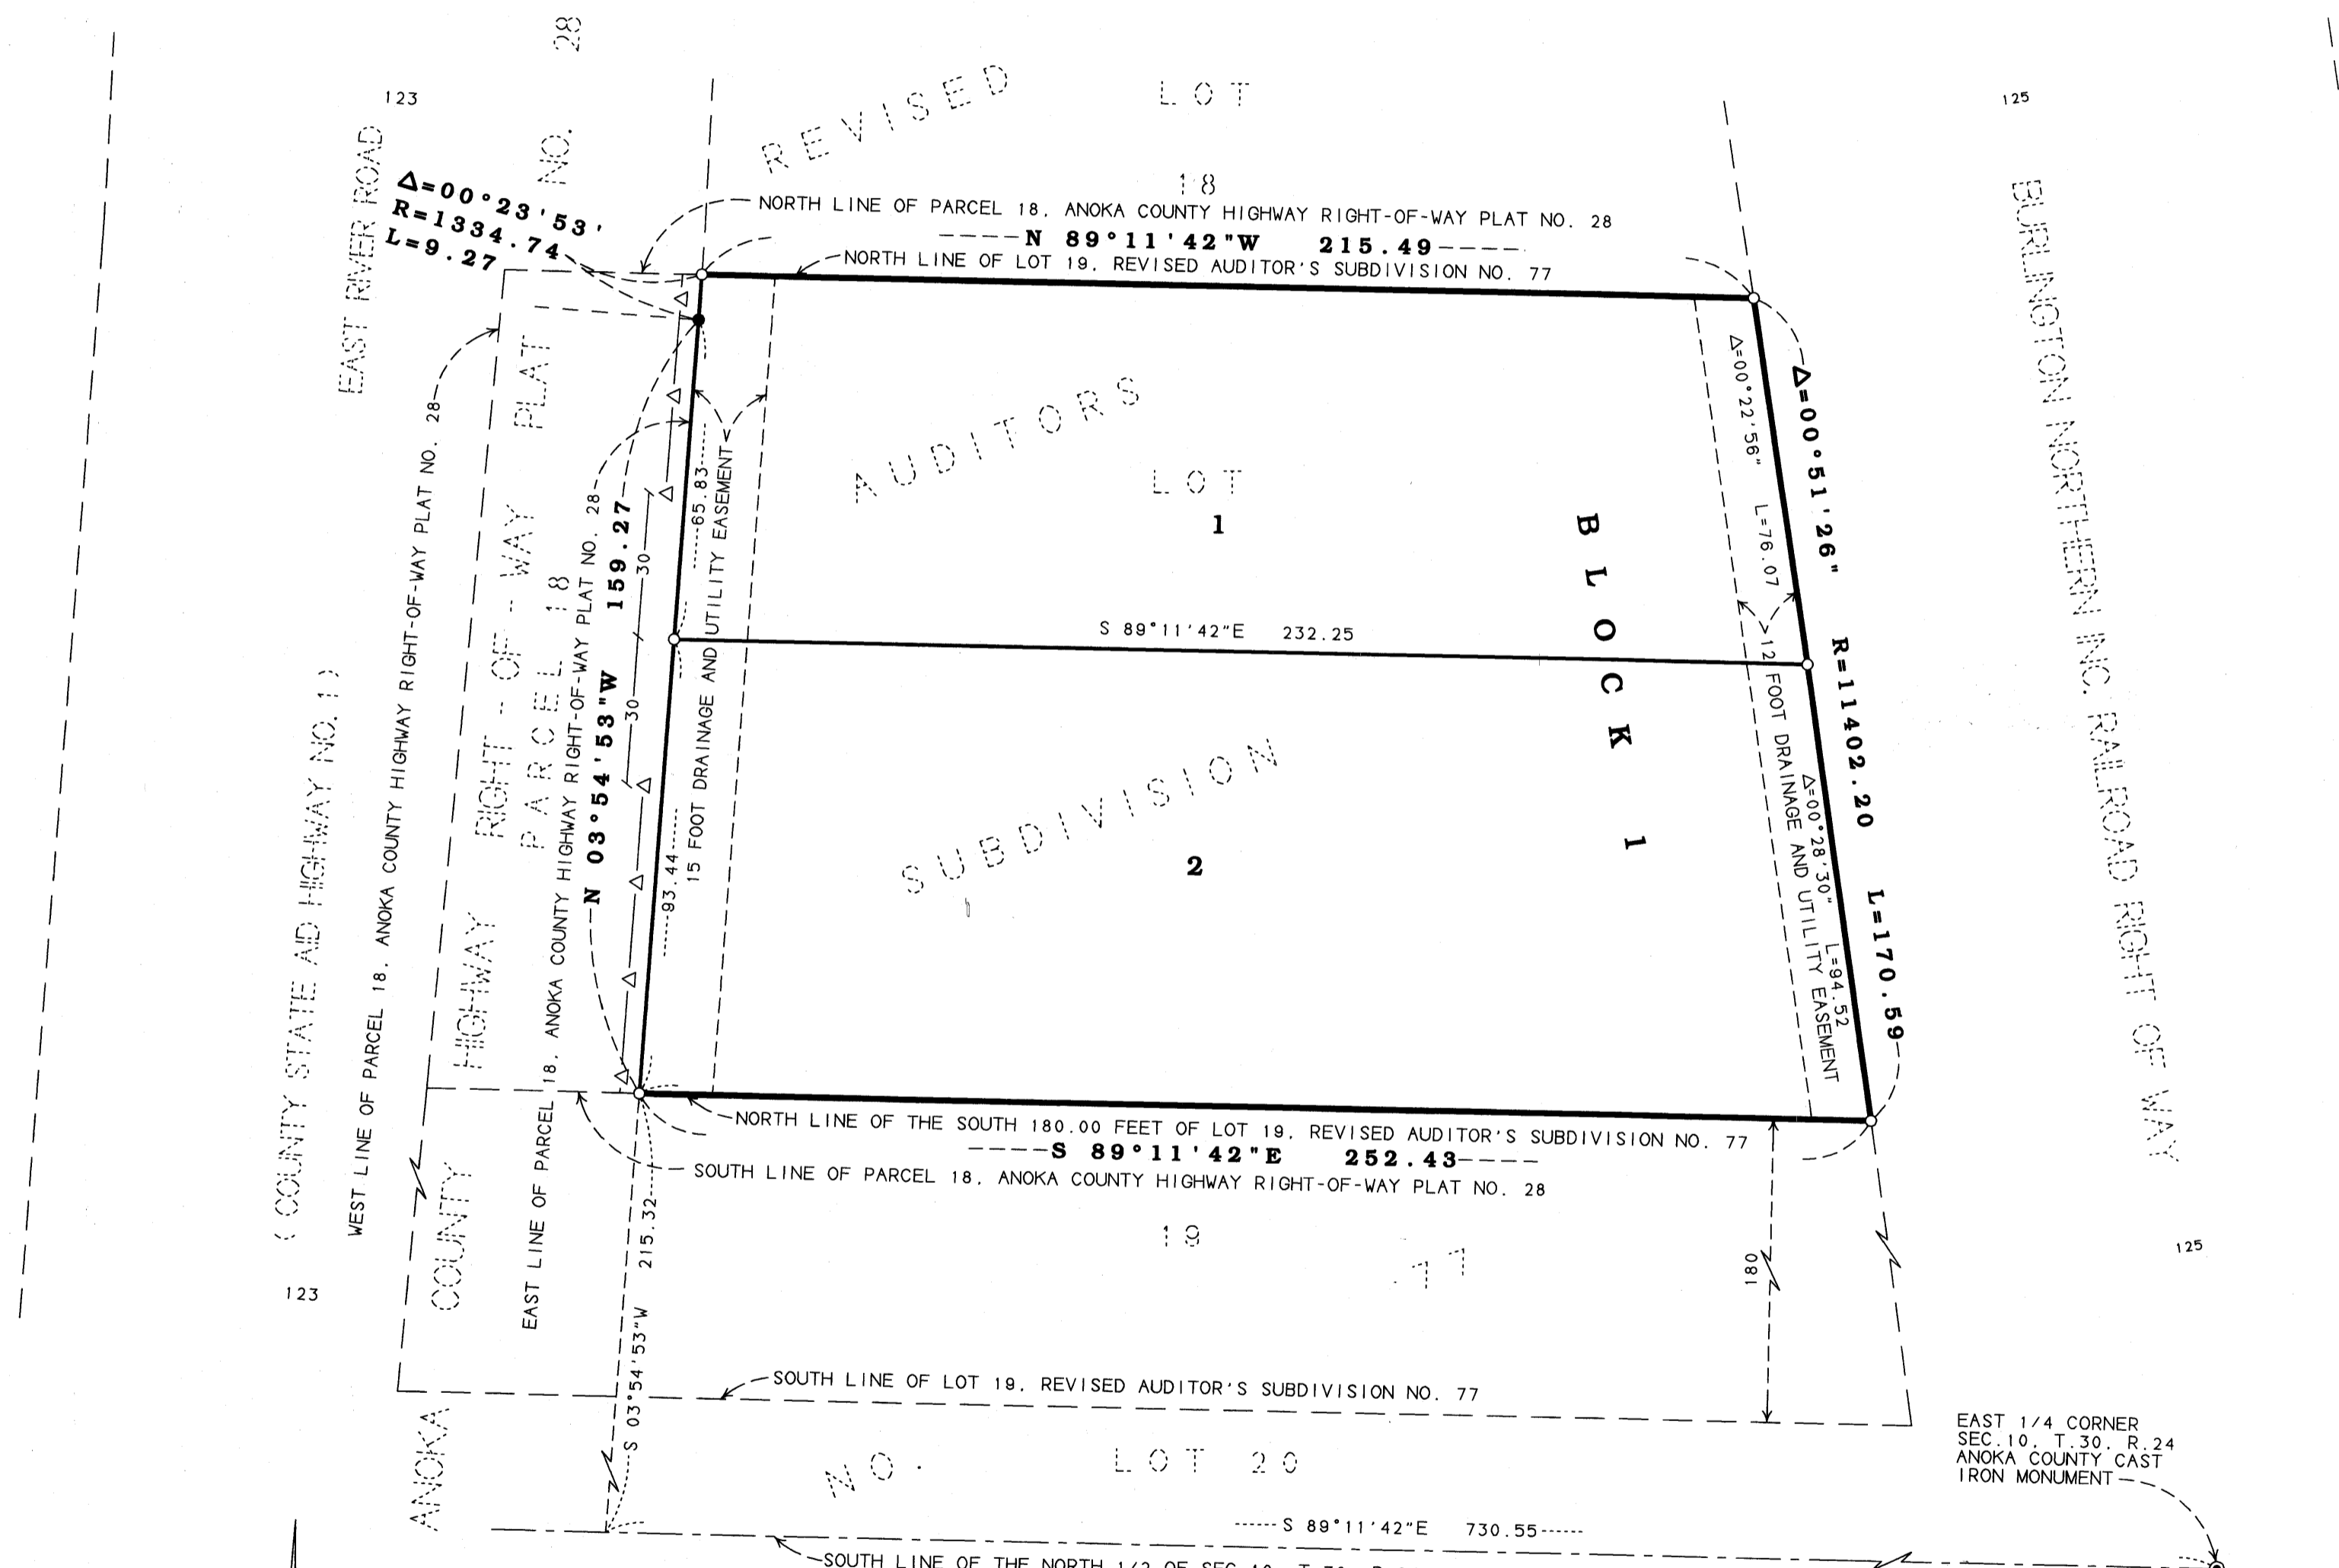 28
NO.
PLAT
RIGHT - OF - WAY
HIGHWAY
COUNTY
ANOKA
123
EAST RIVER ROAD
( COUNTY STATE AID HIGHWAY NO. 1 )
123
REVISED
LOT
18
125
Δ=00°23'53'
R=1334.74
L=9.27
NORTH LINE OF PARCEL 18, ANOKA COUNTY HIGHWAY RIGHT-OF-WAY PLAT NO. 28
N 89°11'42"W 215.49
NORTH LINE OF LOT 19, REVISED AUDITOR'S SUBDIVISION NO. 77
WEST LINE OF PARCEL 18, ANOKA COUNTY HIGHWAY RIGHT-OF-WAY PLAT NO. 28
PARCEL 18
EAST LINE OF PARCEL 18, ANOKA COUNTY HIGHWAY RIGHT-OF-WAY PLAT NO. 28
N 03°54'53"W 159.27
30
30
65.83
93.44
15 FOOT DRAINAGE AND UTILITY EASEMENT
AUDITORS
LOT
1
BLOCK 1
S 89°11'42"E 232.25
SUBDIVISION
2
Δ=00°22'56" L=76.07
12 FOOT DRAINAGE AND UTILITY EASEMENT
Δ=00°28'30" L=94.52
Δ=00°51'26" R=11402.20 L=170.59
BURLINGTON NORTHERN INC. RAILROAD RIGHT OF WAY
NORTH LINE OF THE SOUTH 180.00 FEET OF LOT 19, REVISED AUDITOR'S SUBDIVISION NO. 77
S 89°11'42"E 252.43
SOUTH LINE OF PARCEL 18, ANOKA COUNTY HIGHWAY RIGHT-OF-WAY PLAT NO. 28
S 03°54'53"W 215.32
19
77
180
125
SOUTH LINE OF LOT 19, REVISED AUDITOR'S SUBDIVISION NO. 77
NO.
LOT 20
EAST 1/4 CORNER
SEC.10, T.30, R.24
ANOKA COUNTY CAST
IRON MONUMENT
S 89°11'42"E 730.55
SOUTH LINE OF THE NORTH 1/2 OF SEC.